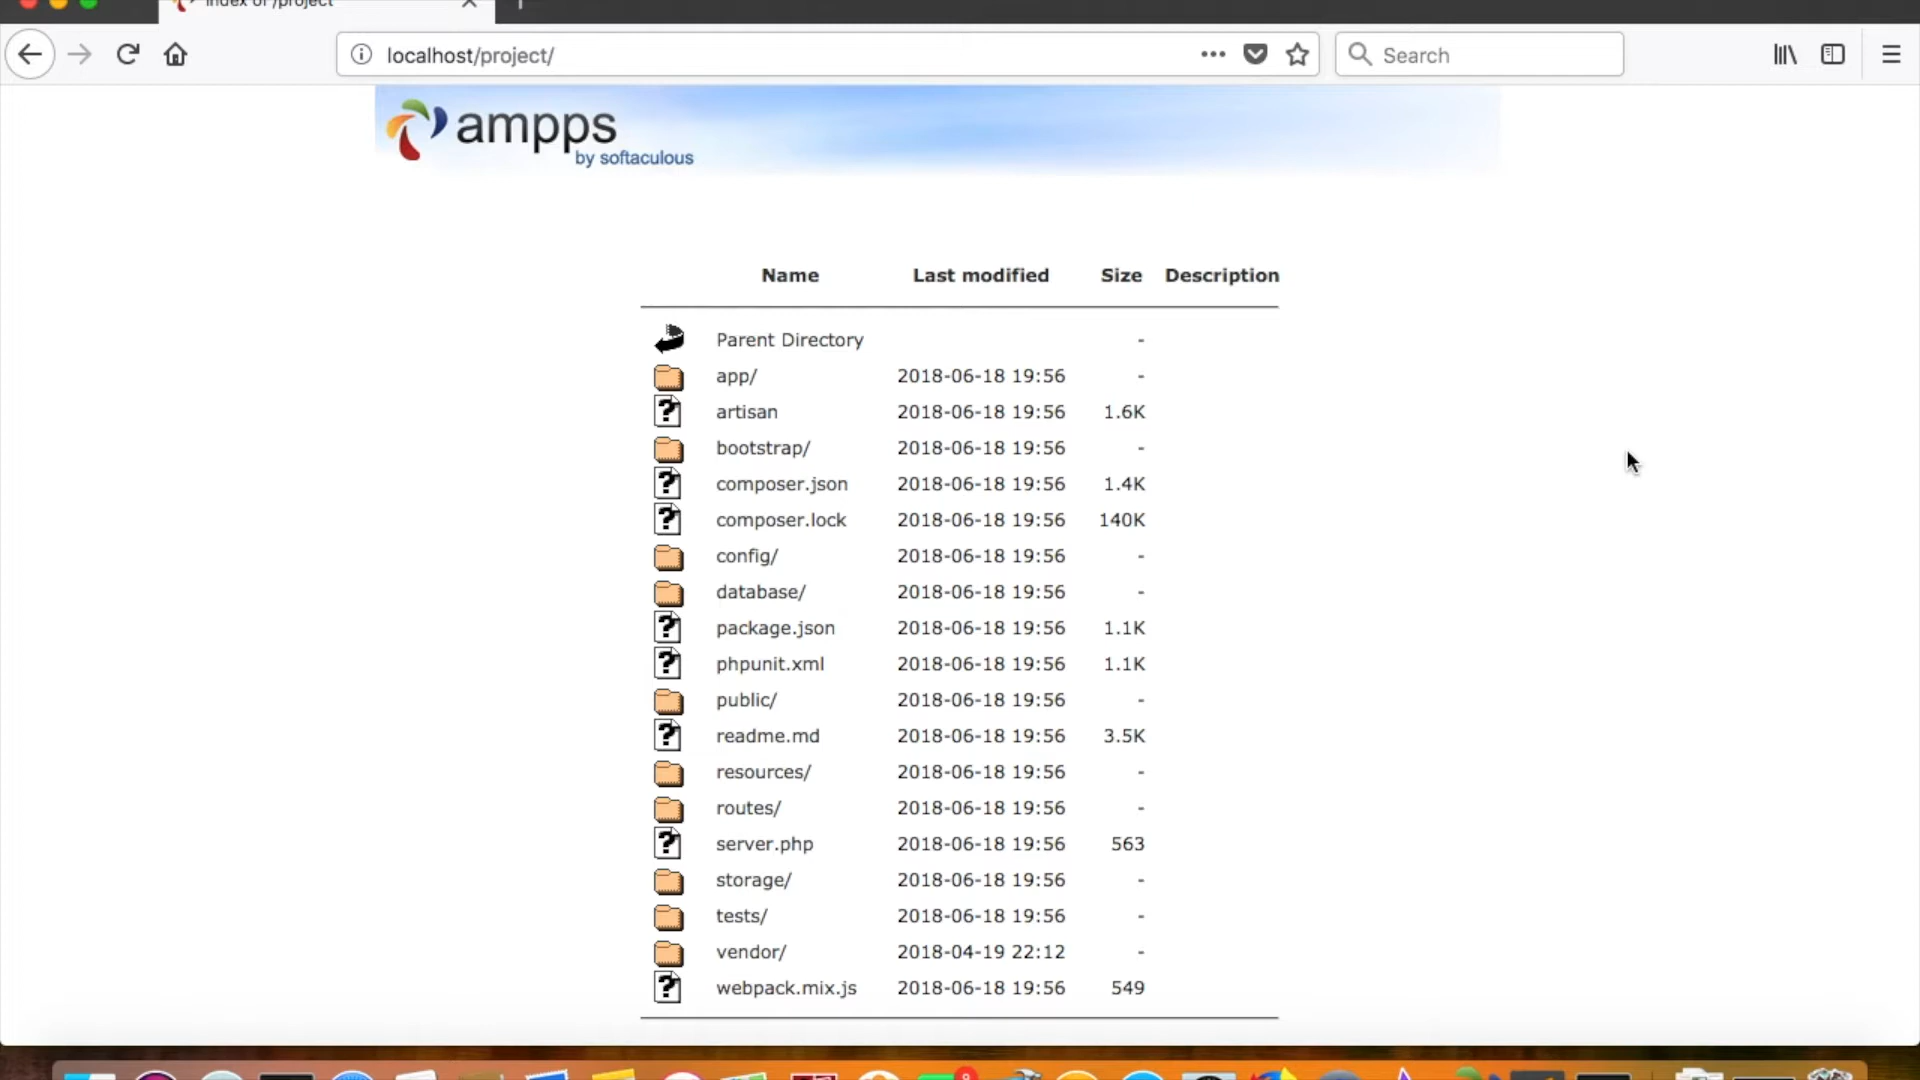 Index of /project
localhost/project/
Search
ampps
by softaculous
Name Last modified Size Description
Parent Directory -
app/ 2018-06-18 19:56 -
artisan 2018-06-18 19:56 1.6K
bootstrap/ 2018-06-18 19:56 -
composer.json 2018-06-18 19:56 1.4K
composer.lock 2018-06-18 19:56 140K
config/ 2018-06-18 19:56 -
database/ 2018-06-18 19:56 -
package.json 2018-06-18 19:56 1.1K
phpunit.xml 2018-06-18 19:56 1.1K
public/ 2018-06-18 19:56 -
readme.md 2018-06-18 19:56 3.5K
resources/ 2018-06-18 19:56 -
routes/ 2018-06-18 19:56 -
server.php 2018-06-18 19:56 563
storage/ 2018-06-18 19:56 -
tests/ 2018-06-18 19:56 -
vendor/ 2018-04-19 22:12 -
webpack.mix.js 2018-06-18 19:56 549